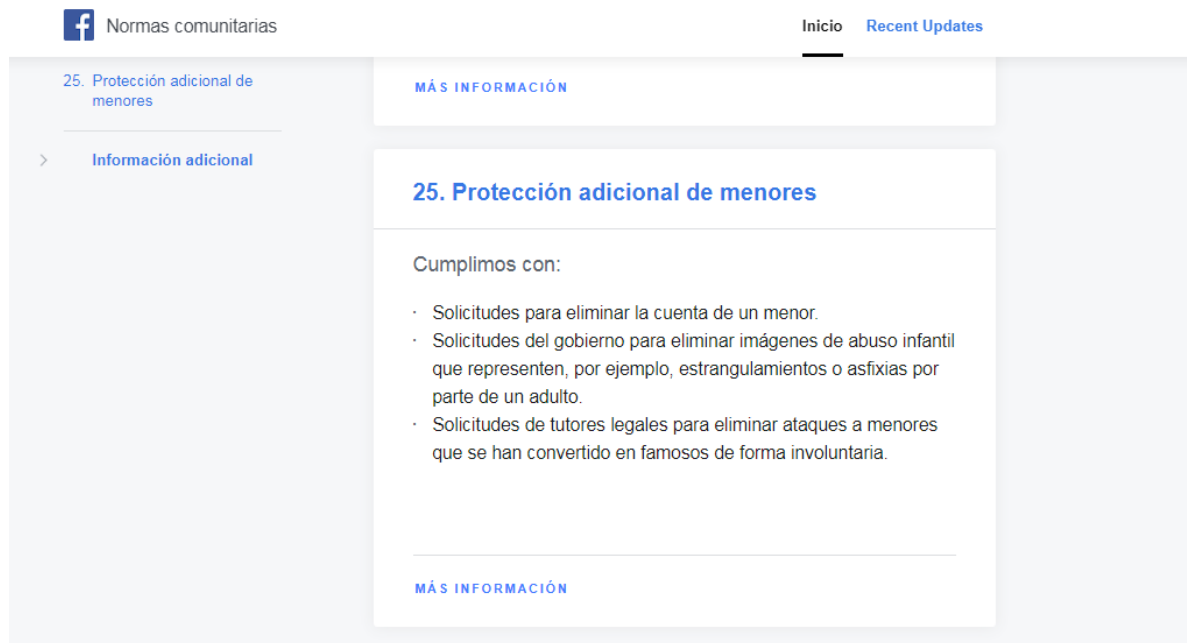 Normas comunitarias
Inicio Recent Updates
25. Protección adicional de
menores
Información adicional
MÁS INFORMACIÓN
25. Protección adicional de menores
Cumplimos con:
· Solicitudes para eliminar la cuenta de un menor.
· Solicitudes del gobierno para eliminar imágenes de abuso infantil
que representen, por ejemplo, estrangulamientos o asfixias por
parte de un adulto.
· Solicitudes de tutores legales para eliminar ataques a menores
que se han convertido en famosos de forma involuntaria.
MÁS INFORMACIÓN